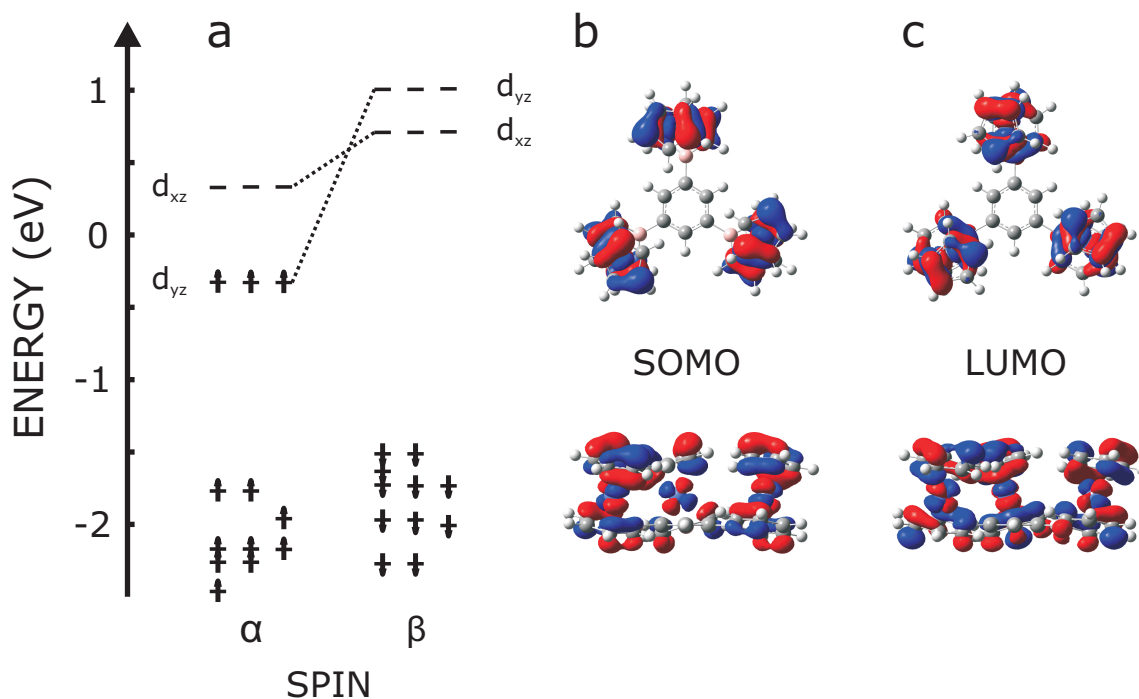 a
b
c
ENERGY (eV)
1
0
-1
-2
d_yz
d_xz
d_xz
d_yz
α
β
SPIN
SOMO
LUMO